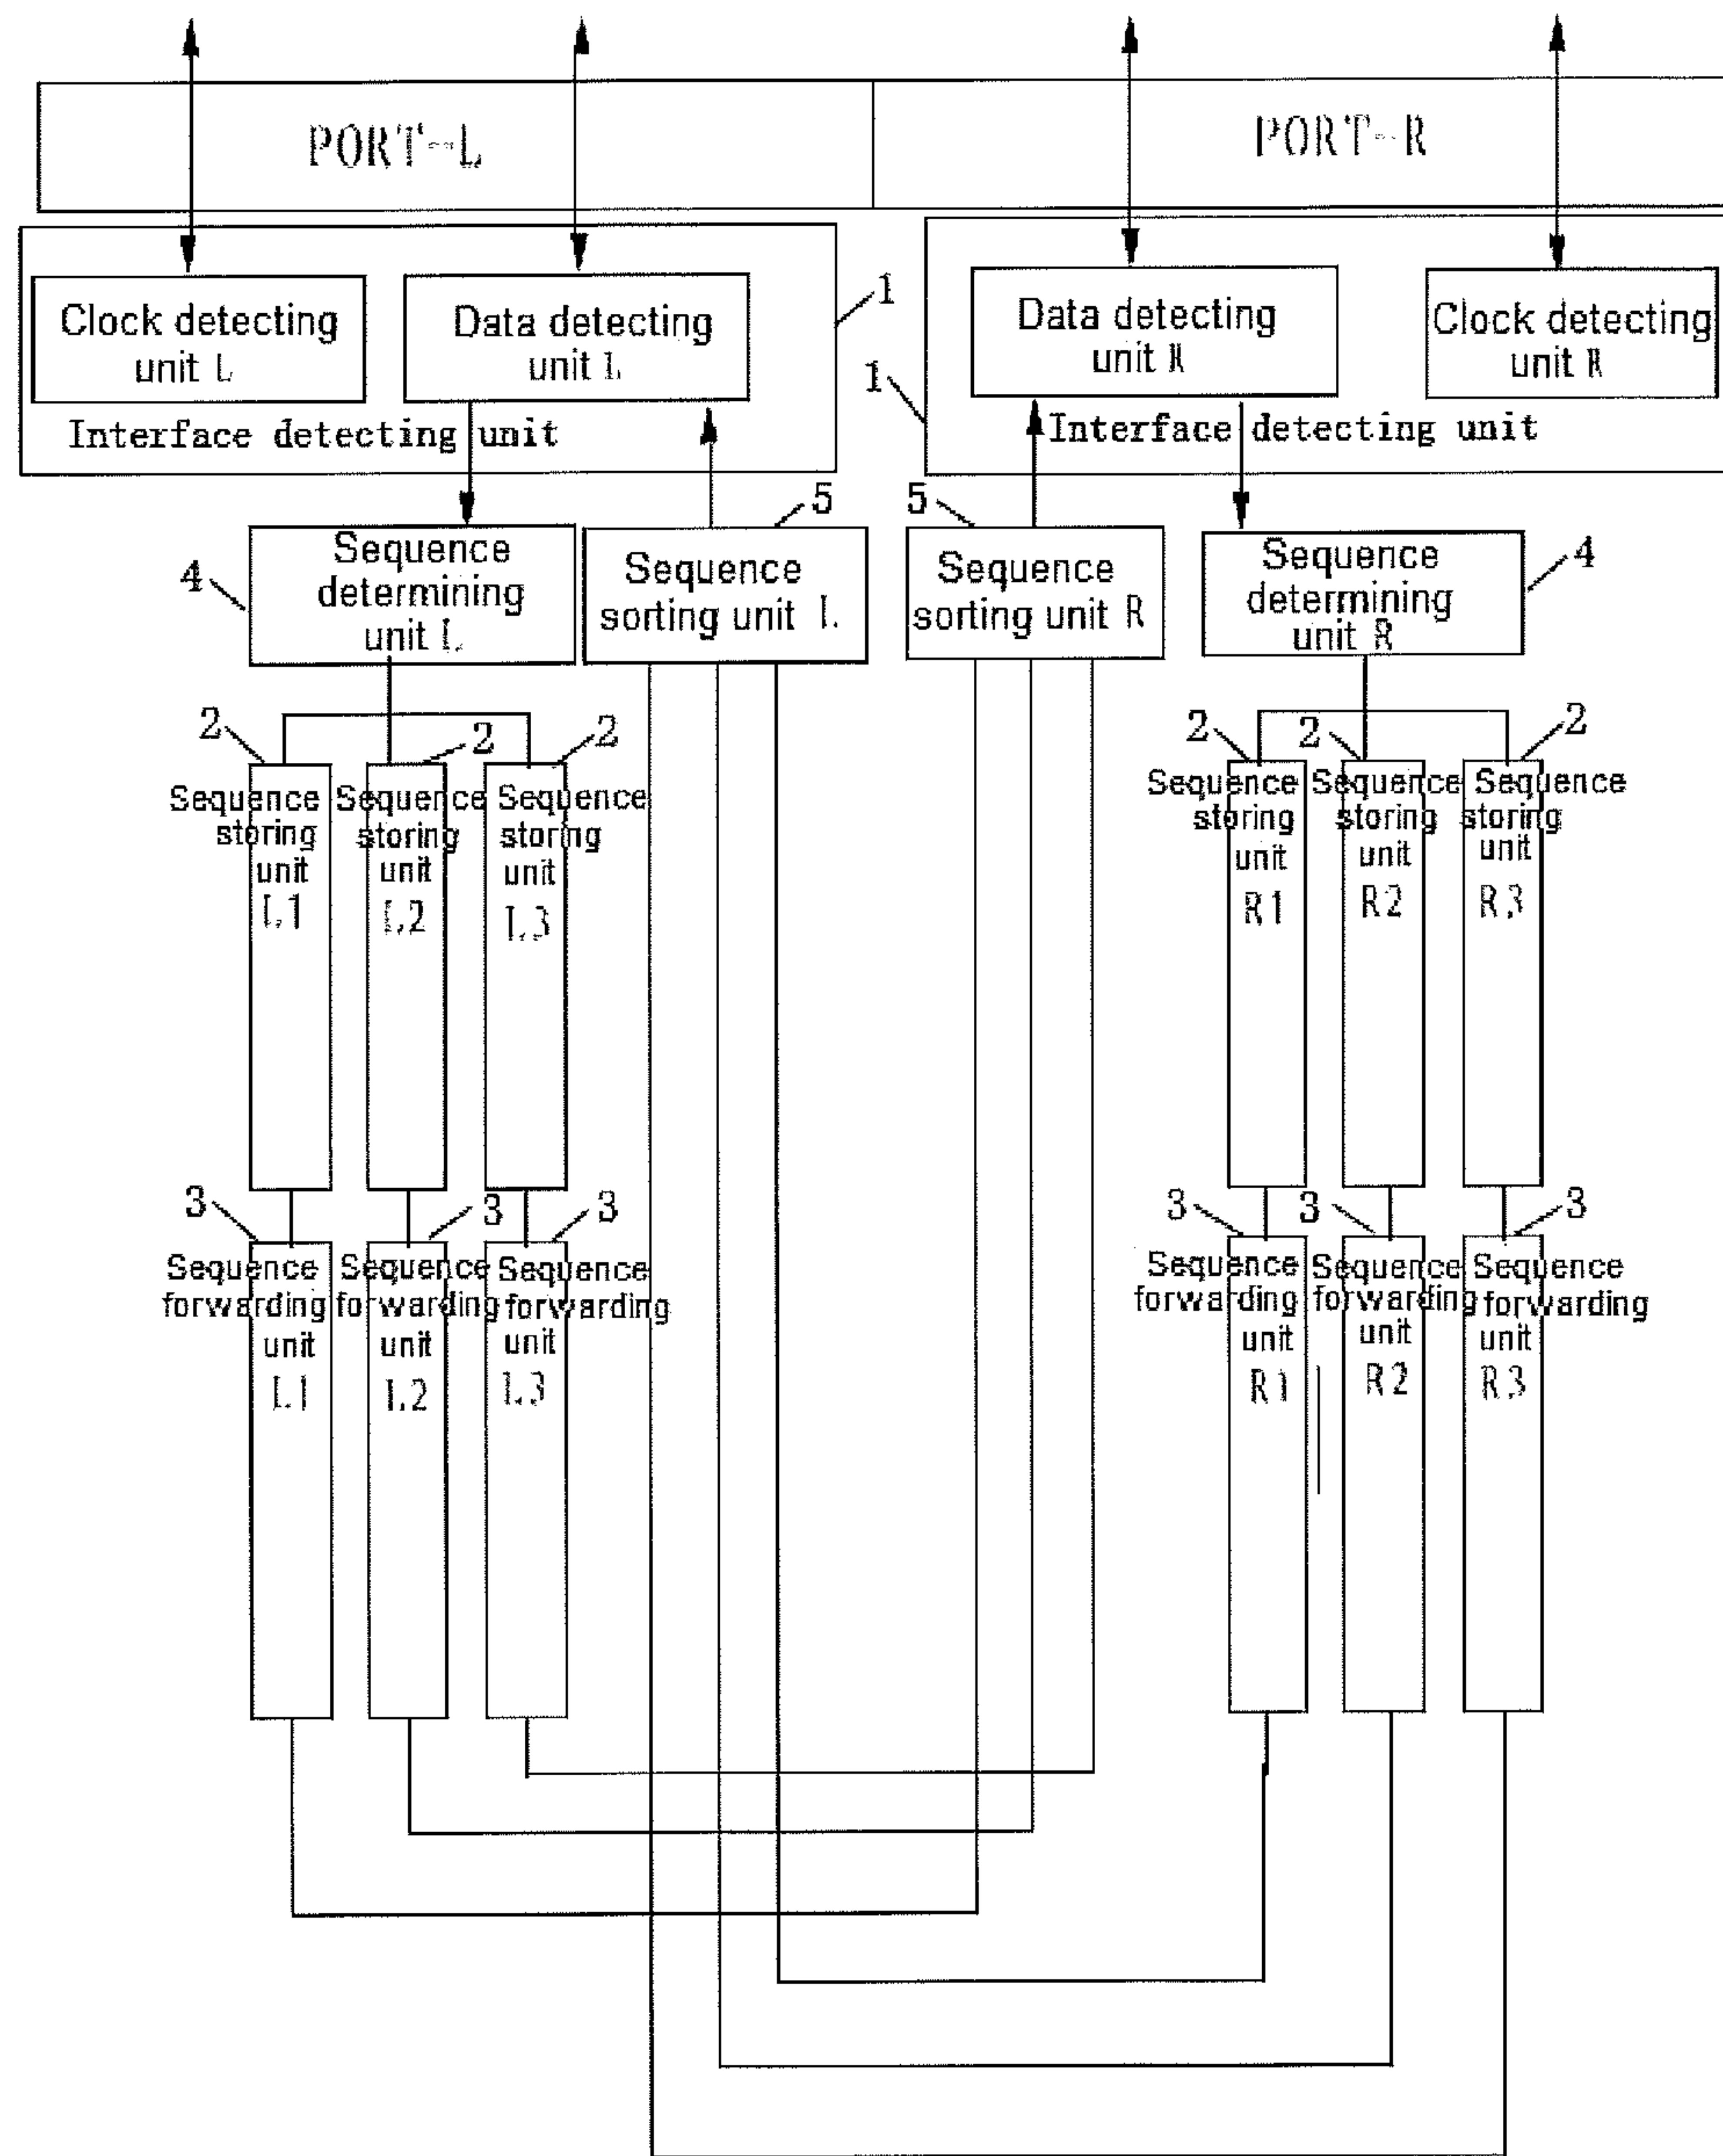 PORT-L
PORT-R
Clock detecting
unit L
Data detecting
unit L
Interface detecting unit
1
Data detecting
unit R
Clock detecting
unit R
Interface detecting unit
1
4
Sequence
determining
unit L
5
Sequence
sorting unit L
5
Sequence
sorting unit R
Sequence
determining
unit R
4
2
Sequence
storing
unit
L1
2
Sequence
storing
unit
L2
2
Sequence
storing
unit
L3
2
Sequence
storing
unit
R1
2
Sequence
storing
unit
R2
2
Sequence
storing
unit
R3
3
Sequence
forwarding
unit
L1
3
Sequence
forwarding
unit
L2
3
Sequence
forwarding
unit
L3
3
Sequence
forwarding
unit
R1
3
Sequence
forwarding
unit
R2
3
Sequence
forwarding
unit
R3